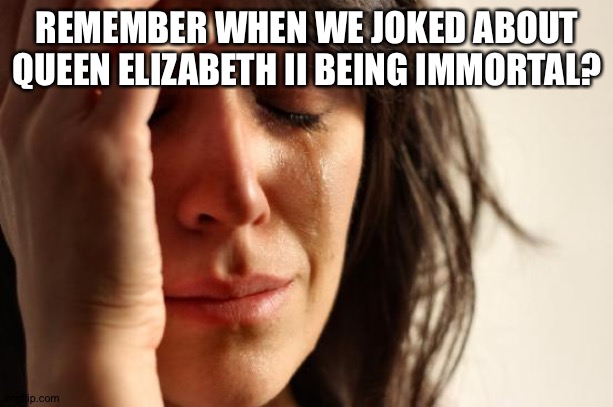 REMEMBER WHEN WE JOKED ABOUT
QUEEN ELIZABETH II BEING IMMORTAL?
imgflip.com